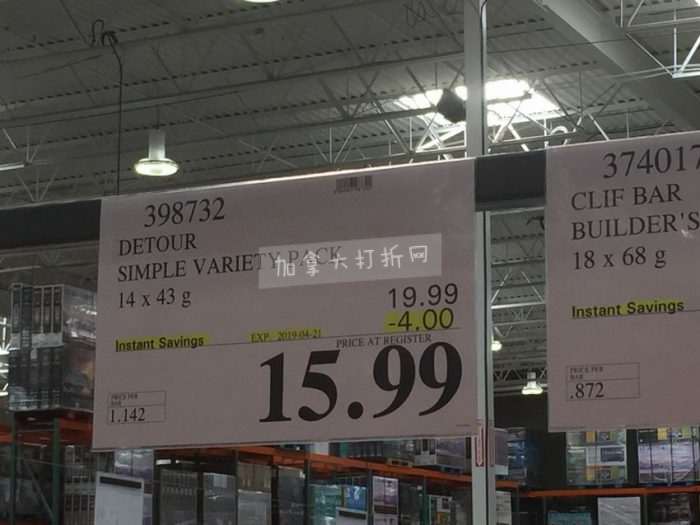 398732
DETOUR
SIMPLE VARIETY PACK
14 x 43 g
加拿大打折网
19.99
-4.00
Instant Savings
EXP. 2019-04-21
PRICE AT REGISTER
15.99
PRICE PER
BAR
1.142
374017
CLIF BAR
BUILDER'S
18 x 68 g
Instant Savings
PRICE PER
BAR
.872